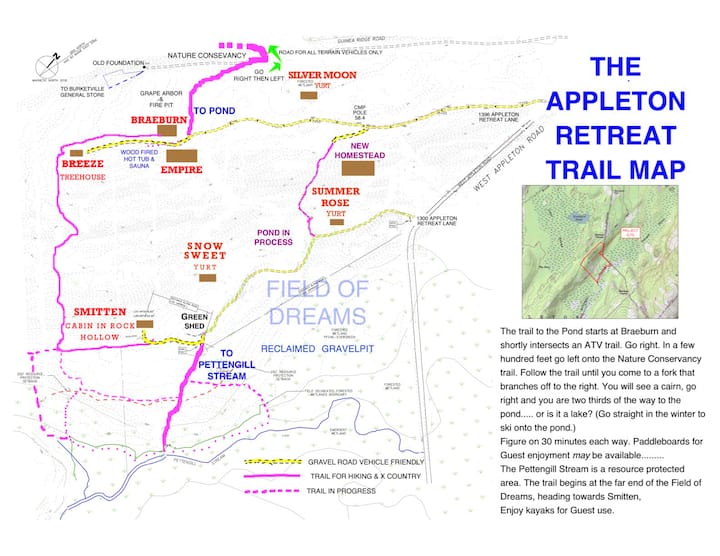 THE
APPLETON
RETREAT
TRAIL MAP
GUINEA RIDGE ROAD
NATURE CONSEVANCY
ROAD FOR ALL TERRAIN VEHICLES ONLY
OLD FOUNDATION
GO
RIGHT THEN LEFT
SILVER MOON
YURT
TO BURKETVILLE
GENERAL STORE
GRAPE ARBOR
&
FIRE PIT
TO POND
BRAEBURN
CMP
POLE
58.4
1396 APPLETON
RETREAT LANE
WEST APPLETON ROAD
BREEZE
TREEHOUSE
WOOD FIRED
HOT TUB &
SAUNA
EMPIRE
NEW
HOMESTEAD
SUMMER
ROSE
YURT
1300 APPLETON
RETREAT LANE
POND IN
PROCESS
SNOW
SWEET
YURT
FIELD OF
DREAMS
RECLAIMED GRAVELPIT
SMITTEN
CABIN IN ROCK
HOLLOW
GREEN
SHED
TO
PETTENGILL
STREAM
PETTENGILL STREAM
GRAVEL ROAD VEHICLE FRIENDLY
TRAIL FOR HIKING & X COUNTRY
TRAIL IN PROGRESS
The trail to the Pond starts at Braeburn and
shortly intersects an ATV trail. Go right. In a few
hundred feet go left onto the Nature Conservancy
trail. Follow the trail until you come to a fork that
branches off to the right. You will see a cairn, go
right and you are two thirds of the way to the
pond..... or is it a lake? (Go straight in the winter to
ski onto the pond.)
Figure on 30 minutes each way. Paddleboards for
Guest enjoyment may be available.........
The Pettengill Stream is a resource protected
area. The trail begins at the far end of the Field of
Dreams, heading towards Smitten,
Enjoy kayaks for Guest use.